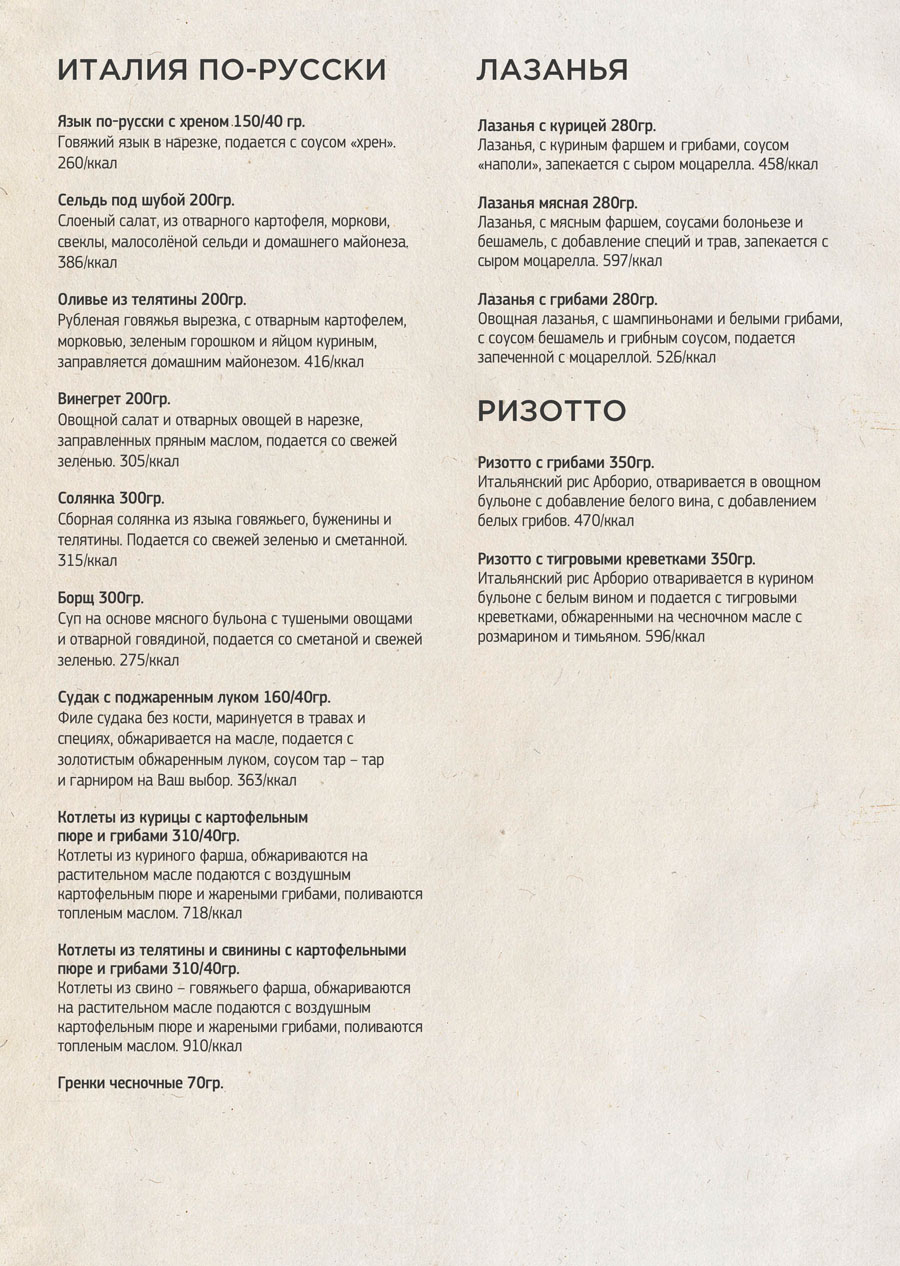 ИТАЛИЯ ПО-РУССКИ
Язык по-русски с хреном 150/40 гр.
Говяжий язык в нарезке, подается с соусом «хрен».
260/ккал
Сельдь под шубой 200гр.
Слоеный салат, из отварного картофеля, моркови,
свеклы, малосолёной сельди и домашнего майонеза.
386/ккал
Оливье из телятины 200гр.
Рубленая говяжья вырезка, с отварным картофелем,
морковью, зеленым горошком и яйцом куриным,
заправляется домашним майонезом. 416/ккал
Винегрет 200гр.
Овощной салат и отварных овощей в нарезке,
заправленных пряным маслом, подается со свежей
зеленью. 305/ккал
Солянка 300гр.
Сборная солянка из языка говяжьего, буженины и
телятины. Подается со свежей зеленью и сметанной.
315/ккал
Борщ 300гр.
Суп на основе мясного бульона с тушеными овощами
и отварной говядиной, подается со сметаной и свежей
зеленью. 275/ккал
Судак с поджаренным луком 160/40гр.
Филе судака без кости, маринуется в травах и
специях, обжаривается на масле, подается с
золотистым обжаренным луком, соусом тар – тар
и гарниром на Ваш выбор. 363/ккал
Котлеты из курицы с картофельным
пюре и грибами 310/40гр.
Котлеты из куриного фарша, обжариваются на
растительном масле подаются с воздушным
картофельным пюре и жареными грибами, поливаются
топленым маслом. 718/ккал
Котлеты из телятины и свинины с картофельными
пюре и грибами 310/40гр.
Котлеты из свино – говяжьего фарша, обжариваются
на растительном масле подаются с воздушным
картофельным пюре и жареными грибами, поливаются
топленым маслом. 910/ккал
Гренки чесночные 70гр.
ЛАЗАНЬЯ
Лазанья с курицей 280гр.
Лазанья, с куриным фаршем и грибами, соусом
«наполи», запекается с сыром моцарелла. 458/ккал
Лазанья мясная 280гр.
Лазанья, с мясным фаршем, соусами болоньезе и
бешамель, с добавление специй и трав, запекается с
сыром моцарелла. 597/ккал
Лазанья с грибами 280гр.
Овощная лазанья, с шампиньонами и белыми грибами,
с соусом бешамель и грибным соусом, подается
запеченной с моцареллой. 526/ккал
РИЗОТТО
Ризотто с грибами 350гр.
Итальянский рис Арборио, отваривается в овощном
бульоне с добавление белого вина, с добавлением
белых грибов. 470/ккал
Ризотто с тигровыми креветками 350гр.
Итальянский рис Арборио отваривается в курином
бульоне с белым вином и подается с тигровыми
креветками, обжаренными на чесночном масле с
розмарином и тимьяном. 596/ккал